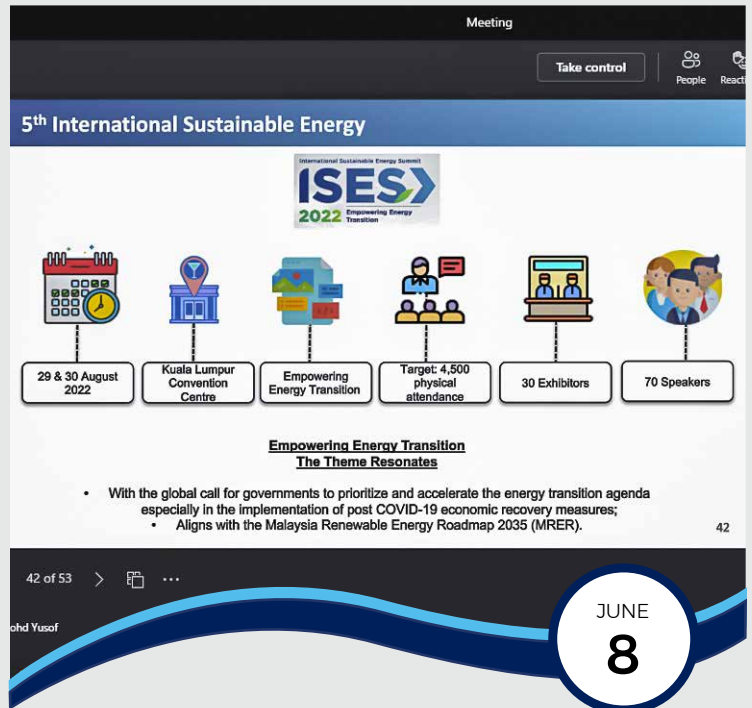 Meeting
Take control
People
Reacti
5th International Sustainable Energy
International Sustainable Energy Summit
ISES
2022 Empowering Energy
Transition
29 & 30 August
2022
Kuala Lumpur
Convention
Centre
Empowering
Energy Transition
Target: 4,500
physical
attendance
30 Exhibitors
70 Speakers
Empowering Energy Transition
The Theme Resonates
• With the global call for governments to prioritize and accelerate the energy transition agenda
especially in the implementation of post COVID-19 economic recovery measures;
• Aligns with the Malaysia Renewable Energy Roadmap 2035 (MRER).
42
42 of 53
ohd Yusof
JUNE
8